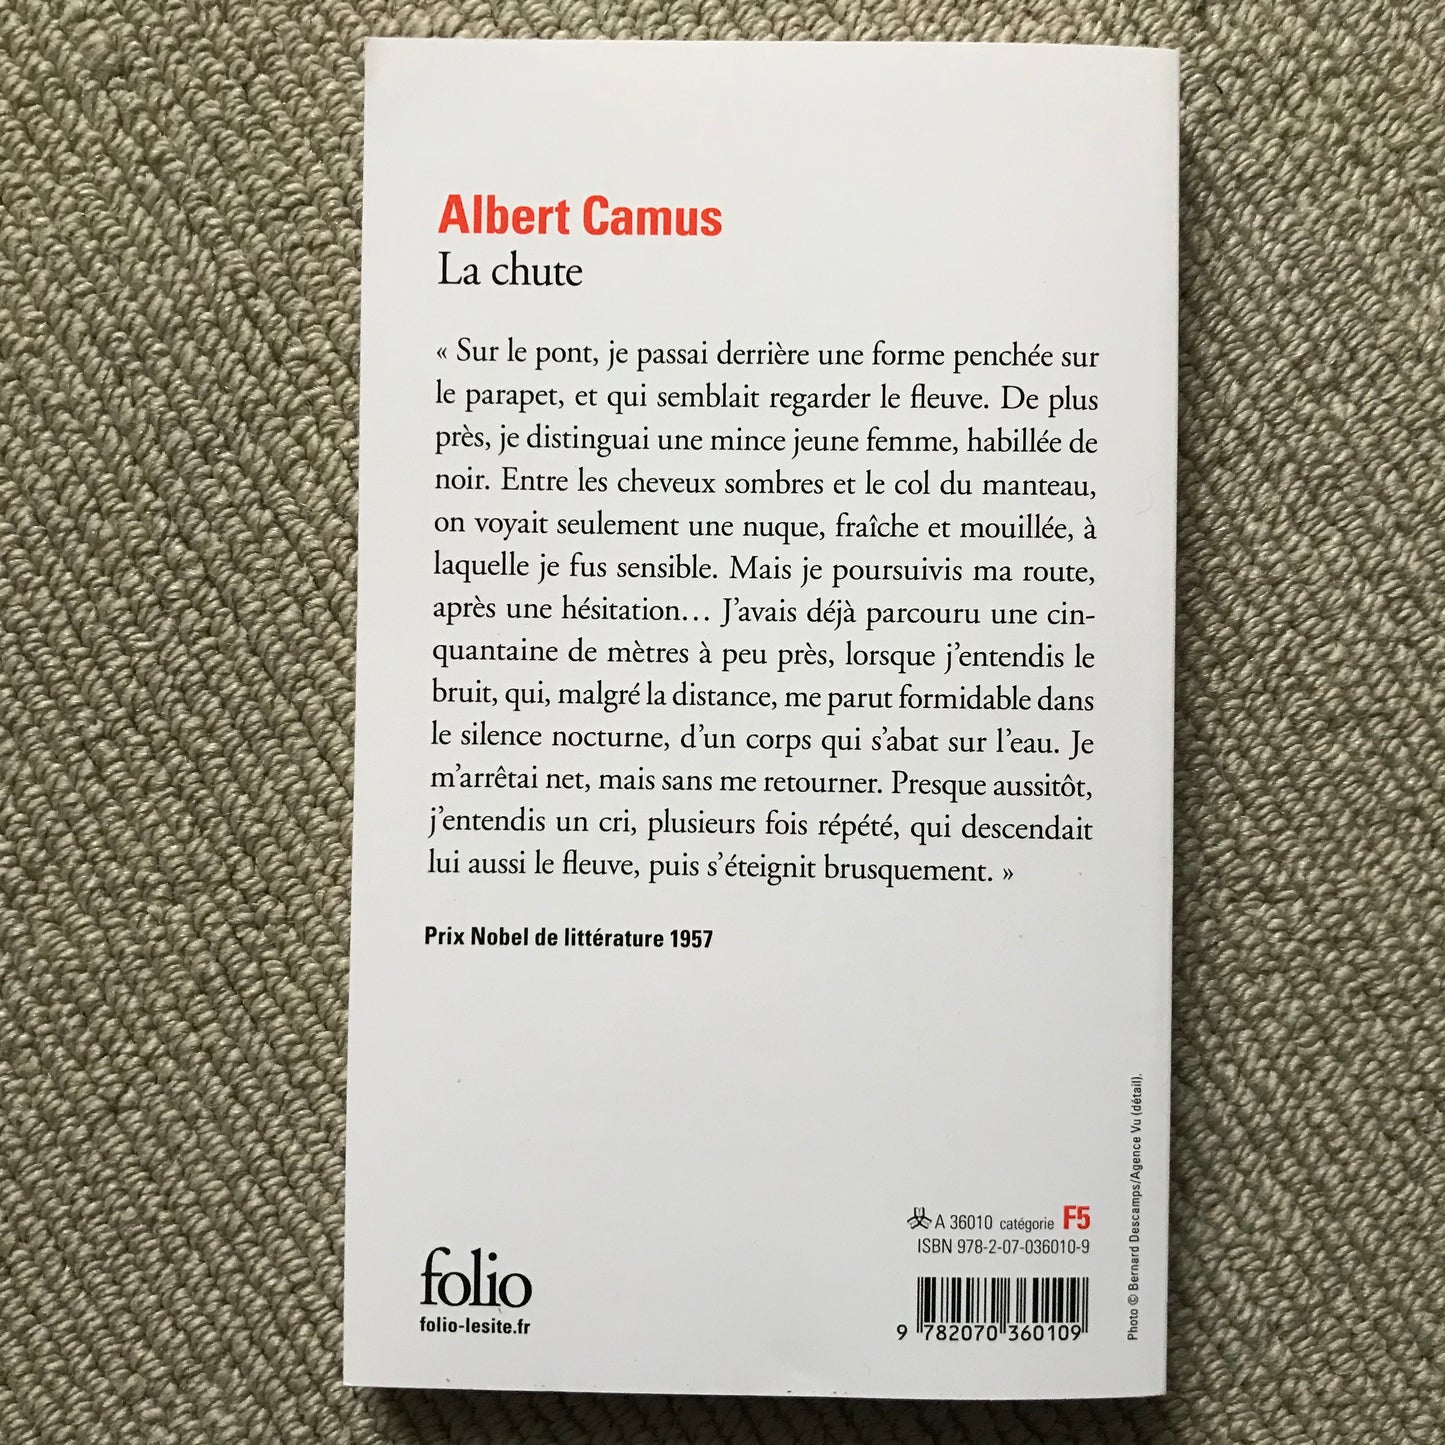 Albert Camus
La chute
« Sur le pont, je passai derrière une forme penchée sur
le parapet, et qui semblait regarder le fleuve. De plus
près, je distinguai une mince jeune femme, habillée de
noir. Entre les cheveux sombres et le col du manteau,
on voyait seulement une nuque, fraîche et mouillée, à
laquelle je fus sensible. Mais je poursuivis ma route,
après une hésitation… J’avais déjà parcouru une cin-
quantaine de mètres à peu près, lorsque j’entendis le
bruit, qui, malgré la distance, me parut formidable dans
le silence nocturne, d’un corps qui s’abat sur l’eau. Je
m’arrêtai net, mais sans me retourner. Presque aussitôt,
j’entendis un cri, plusieurs fois répété, qui descendait
lui aussi le fleuve, puis s’éteignit brusquement. »
Prix Nobel de littérature 1957
folio
folio-lesite.fr
A 36010 catégorie F5
ISBN 978-2-07-036010-9
9 782070 360109
Photo © Bernard Descamps/Agence Vu (détail).